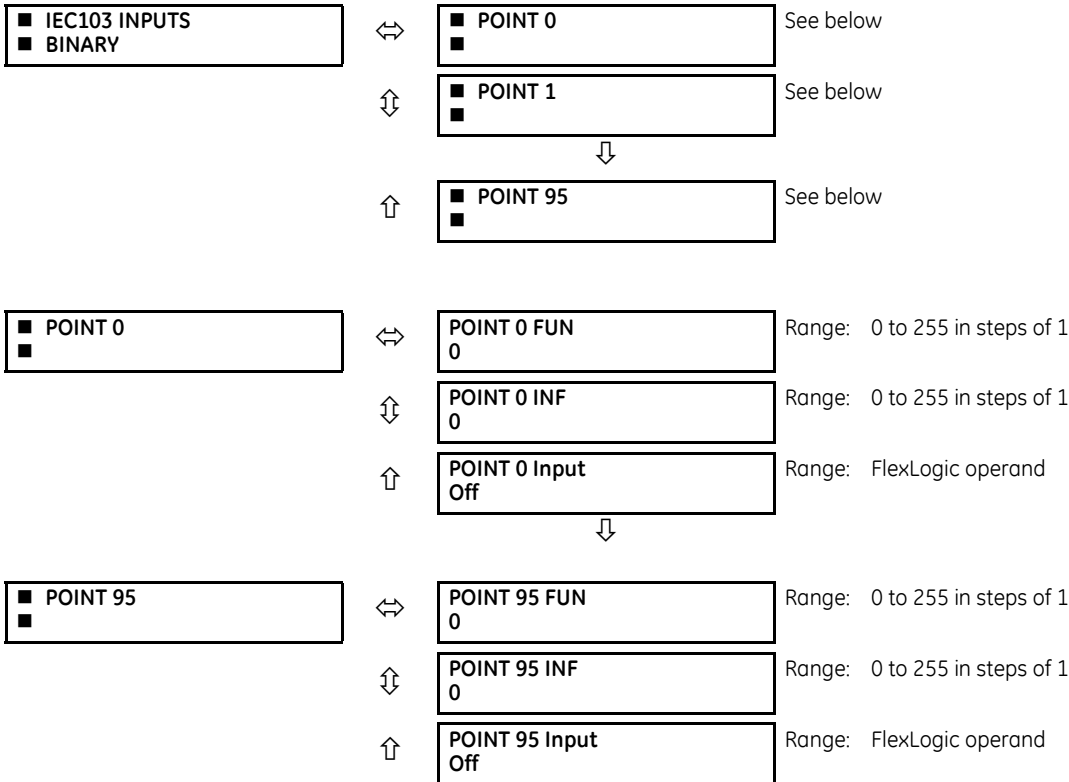 ■ IEC103 INPUTS
■ BINARY
⬄
■ POINT 0
■
See below
⇳
■ POINT 1
■
See below
⇩
⇧
■ POINT 95
■
See below
■ POINT 0
■
⬄
POINT 0 FUN
0
Range: 0 to 255 in steps of 1
⇳
POINT 0 INF
0
Range: 0 to 255 in steps of 1
⇧
POINT 0 Input
Off
Range: FlexLogic operand
⇩
■ POINT 95
■
⬄
POINT 95 FUN
0
Range: 0 to 255 in steps of 1
⇳
POINT 95 INF
0
Range: 0 to 255 in steps of 1
⇧
POINT 95 Input
Off
Range: FlexLogic operand